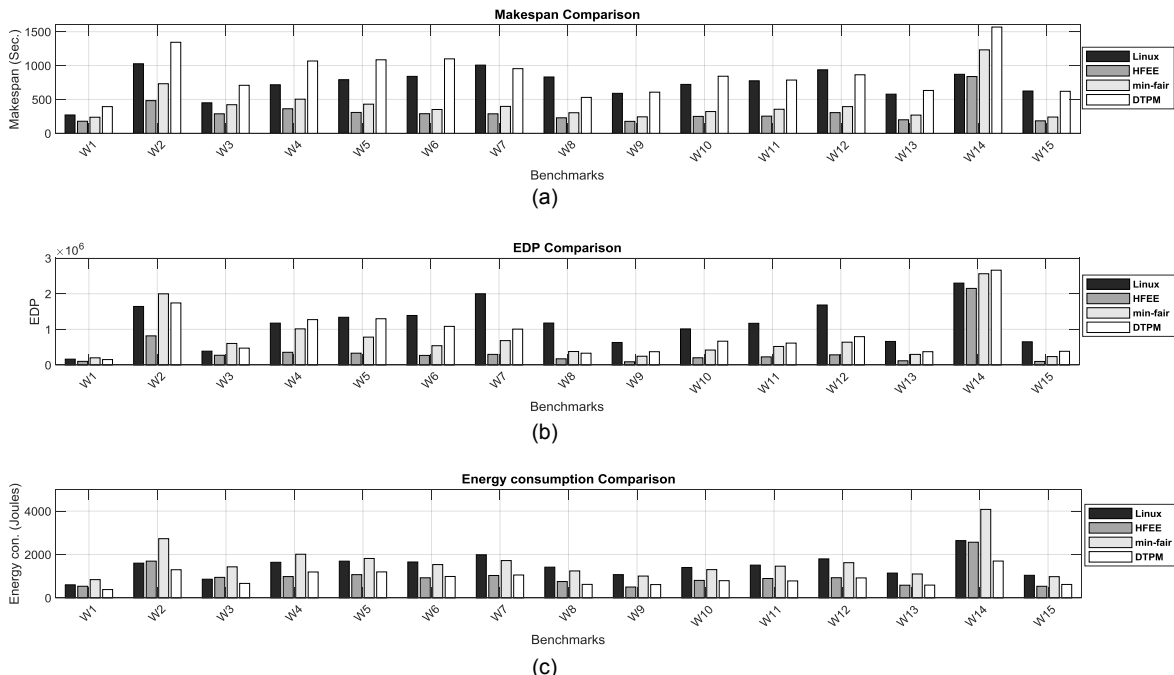 Makespan Comparison
Makespan (Sec.)
1500
1000
500
0
W1 W2 W3 W4 W5 W6 W7 W8 W9 W10 W11 W12 W13 W14 W15
Benchmarks
Linux
HFEE
min-fair
DTPM
(a)
EDP Comparison
×10⁶
EDP
3
2
1
0
W1 W2 W3 W4 W5 W6 W7 W8 W9 W10 W11 W12 W13 W14 W15
Benchmarks
Linux
HFEE
min-fair
DTPM
(b)
Energy consumption Comparison
Energy con. (Joules)
4000
2000
0
W1 W2 W3 W4 W5 W6 W7 W8 W9 W10 W11 W12 W13 W14 W15
Benchmarks
Linux
HFEE
min-fair
DTPM
(c)